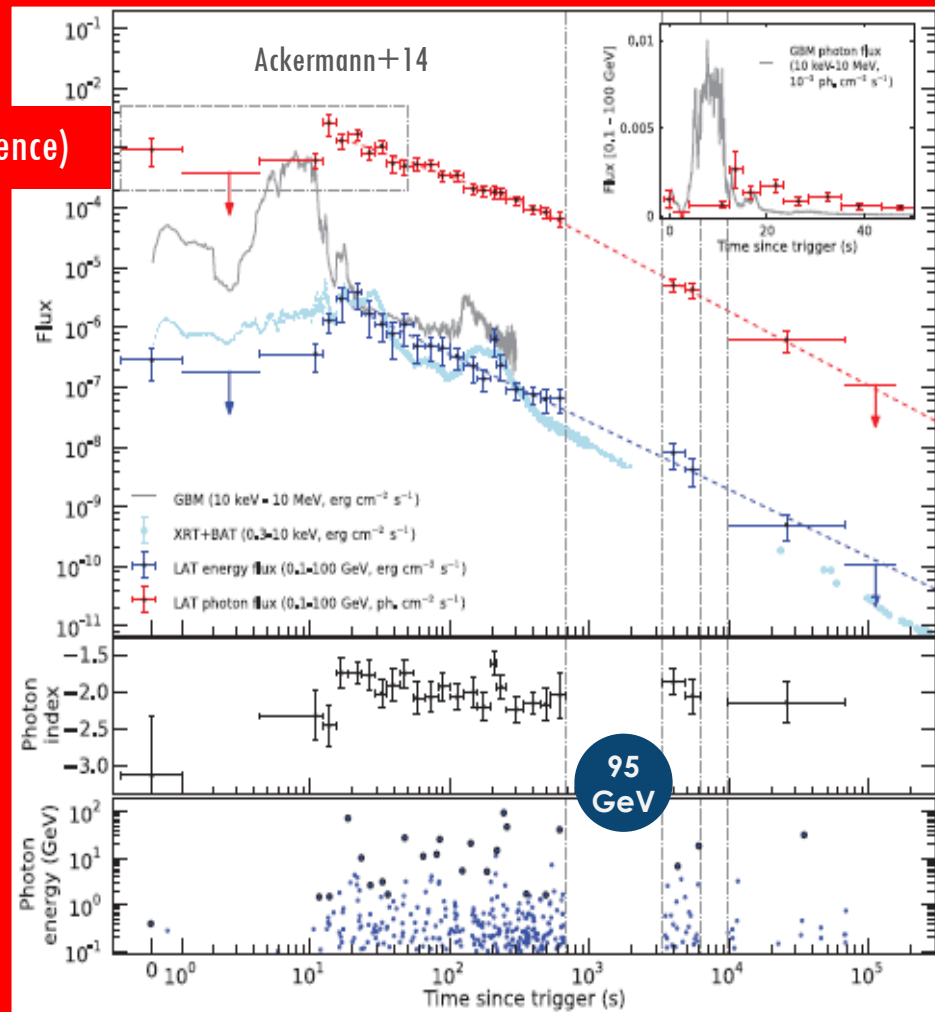 Ackermann+14
ence)
10⁻¹
10⁻²
10⁻⁴
10⁻⁵
10⁻⁶
10⁻⁷
10⁻⁸
10⁻⁹
10⁻¹⁰
10⁻¹¹
Flux
GBM (10 keV-10 MeV, erg cm⁻² s⁻¹)
XRT+BAT (0.3-10 keV, erg cm⁻² s⁻¹)
LAT energy flux (0.1-100 GeV, erg cm⁻² s⁻¹)
LAT photon flux (0.1-100 GeV, ph. cm⁻² s⁻¹)
0.01
0.005
0
Flux [0.1 - 100 GeV]
GBM photon flux
(10 keV-10 MeV,
10⁻³ ph. cm⁻² s⁻¹)
0 20 40
Time since trigger (s)
−1.5
−2.0
−2.5
−3.0
Photon
index
95
GeV
10²
10¹
10⁰
10⁻¹
Photon
energy (GeV)
0 10⁰ 10¹ 10² 10³ 10⁴ 10⁵
Time since trigger (s)